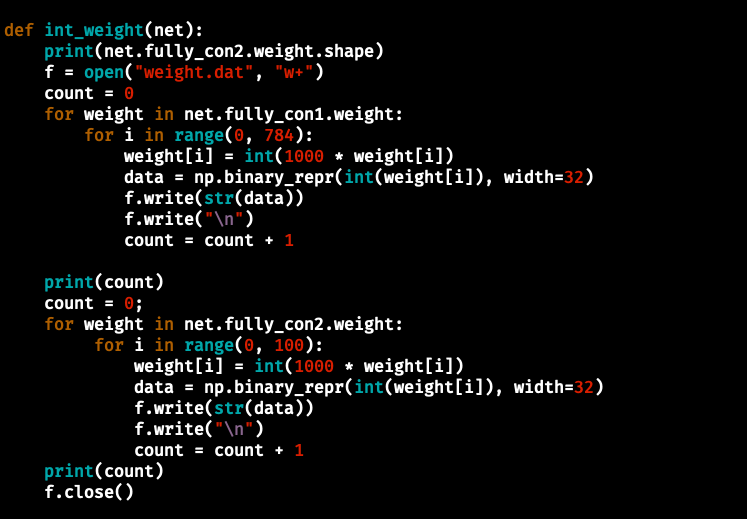 def int_weight(net):
    print(net.fully_con2.weight.shape)
    f = open("weight.dat", "w+")
    count = 0
    for weight in net.fully_con1.weight:
        for i in range(0, 784):
            weight[i] = int(1000 * weight[i])
            data = np.binary_repr(int(weight[i]), width=32)
            f.write(str(data))
            f.write("\n")
            count = count + 1

    print(count)
    count = 0;
    for weight in net.fully_con2.weight:
         for i in range(0, 100):
             weight[i] = int(1000 * weight[i])
             data = np.binary_repr(int(weight[i]), width=32)
             f.write(str(data))
             f.write("\n")
             count = count + 1
    print(count)
    f.close()